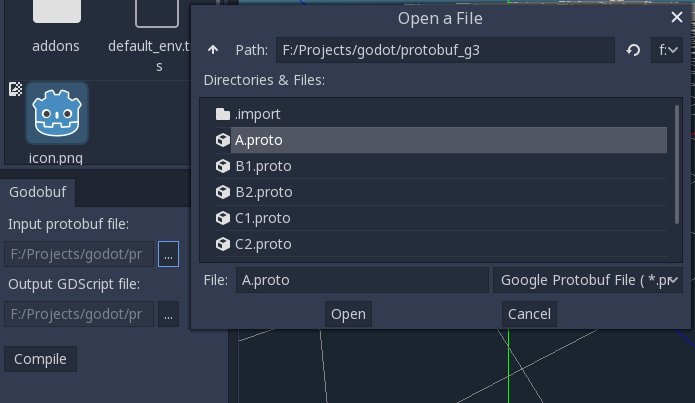 addons
default_env.t
s
icon.png
Godobuf
Input protobuf file:
F:/Projects/godot/pr
...
Output GDScript file:
F:/Projects/godot/pr
...
Compile
Open a File
Path:
F:/Projects/godot/protobuf_g3
f:
Directories & Files:
.import
A.proto
B1.proto
B2.proto
C1.proto
C2.proto
File:
A.proto
Google Protobuf File ( *.pr
Open
Cancel